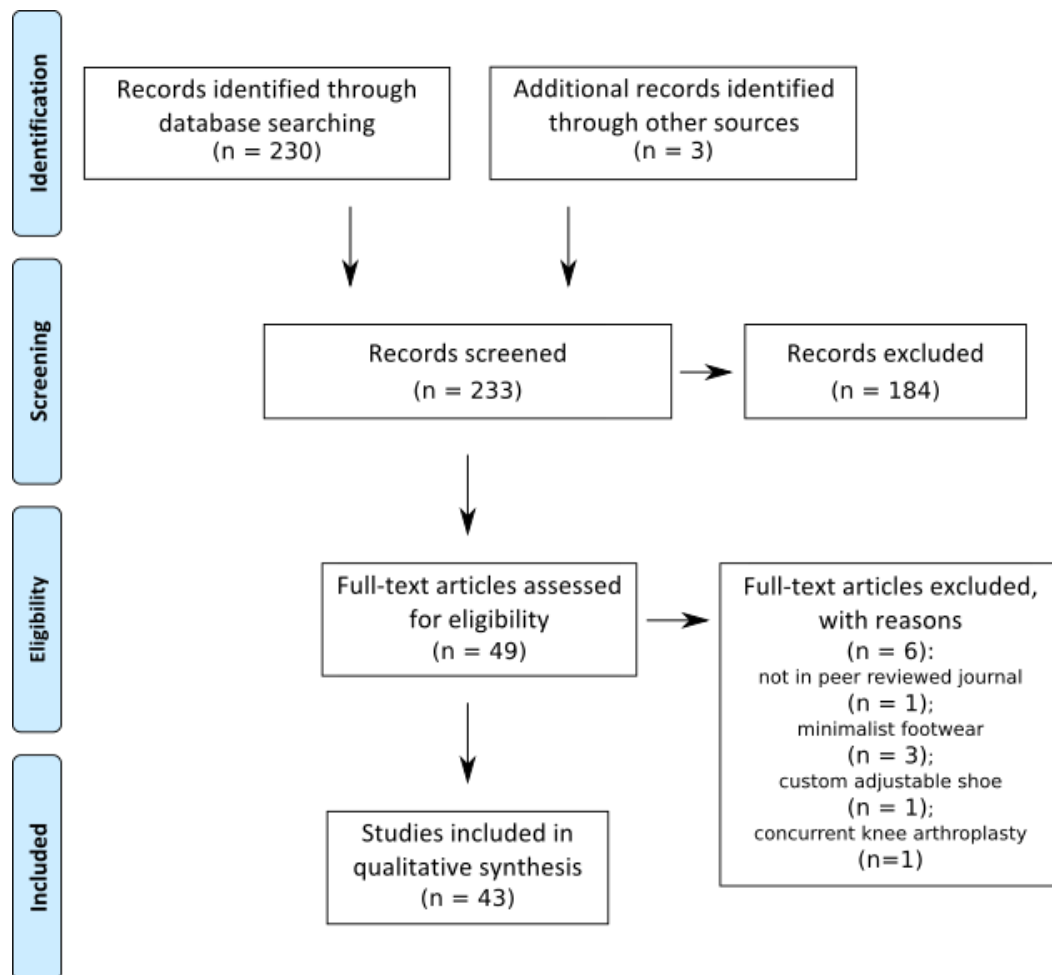 Identification
Records identified through
database searching
(n = 230)
Additional records identified
through other sources
(n = 3)
Screening
Records screened
(n = 233)
Records excluded
(n = 184)
Eligibility
Full-text articles assessed
for eligibility
(n = 49)
Full-text articles excluded,
with reasons
(n = 6):
not in peer reviewed journal
(n = 1);
minimalist footwear
(n = 3);
custom adjustable shoe
(n = 1);
concurrent knee arthroplasty
(n=1)
Included
Studies included in
qualitative synthesis
(n = 43)